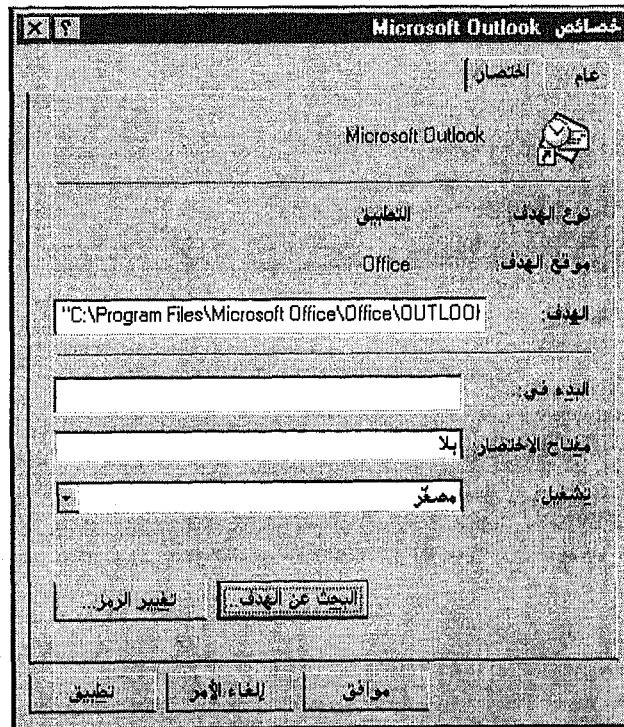 خصائص Microsoft Outlook
عام
اختصار
Microsoft Outlook
نوع الهدف: التطبيق
موقع الهدف: Office
الهدف: "C:\Program Files\Microsoft Office\Office\OUTLOO
البدء في:
مفتاح الاختصار: بلا
تشغيل: مصغّر
البحث عن الهدف...
تغيير الرمز...
موافق
إلغاء الأمر
تطبيق